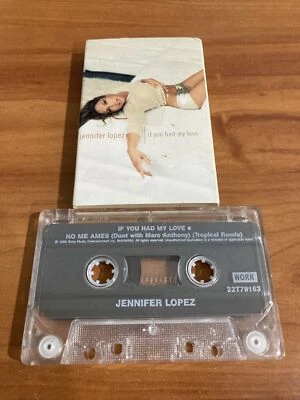 jennifer lopez
if you had my love
IF YOU HAD MY LOVE
NO ME AMES (Duet with Marc Anthony) (Tropical Remix)
WORK
32T79163
JENNIFER LOPEZ